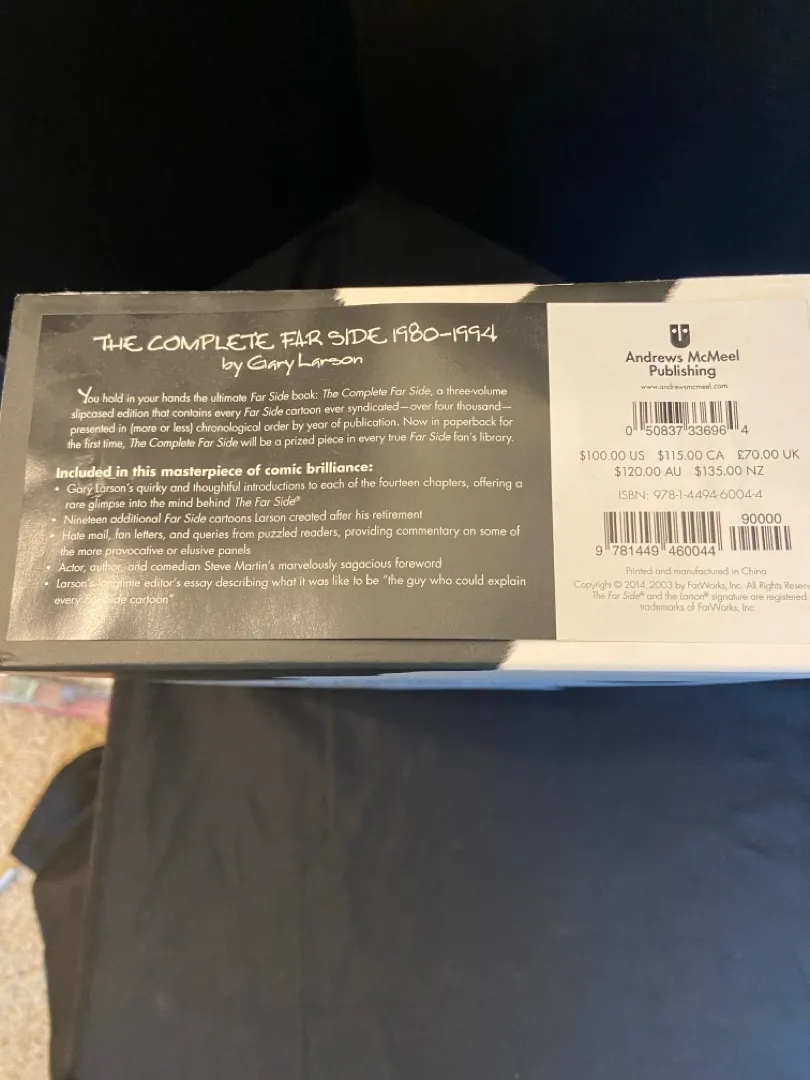 THE COMPLETE FAR SIDE 1980–1994
by Gary Larson
You hold in your hands the ultimate Far Side book: The Complete Far Side, a three-volume
slipcased edition that contains every Far Side cartoon ever syndicated—over four thousand—
presented in (more or less) chronological order by year of publication. Now in paperback for
the first time, The Complete Far Side will be a prized piece in every true Far Side fan's library.
Included in this masterpiece of comic brilliance:
• Gary Larson's quirky and thoughtful introductions to each of the fourteen chapters, offering a
rare glimpse into the mind behind The Far Side®
• Nineteen additional Far Side cartoons Larson created after his retirement
• Hate mail, fan letters, and queries from puzzled readers, providing commentary on some of
the more provocative or elusive panels
• Actor, author, and comedian Steve Martin's marvelously sagacious foreword
• Larson's longtime editor's essay describing what it was like to be "the guy who could explain
every Far Side cartoon"
Andrews McMeel
Publishing
www.andrewsmcmeel.com
0 50837 33696 4
$100.00 US $115.00 CA £70.00 UK
$120.00 AU $135.00 NZ
ISBN: 978-1-4494-6004-4
90000
9 781449 460044
Printed and manufactured in China
Copyright © 2014, 2003 by FarWorks, Inc. All Rights Reserv
The Far Side® and the Larson® signature are registered
trademarks of FarWorks, Inc.